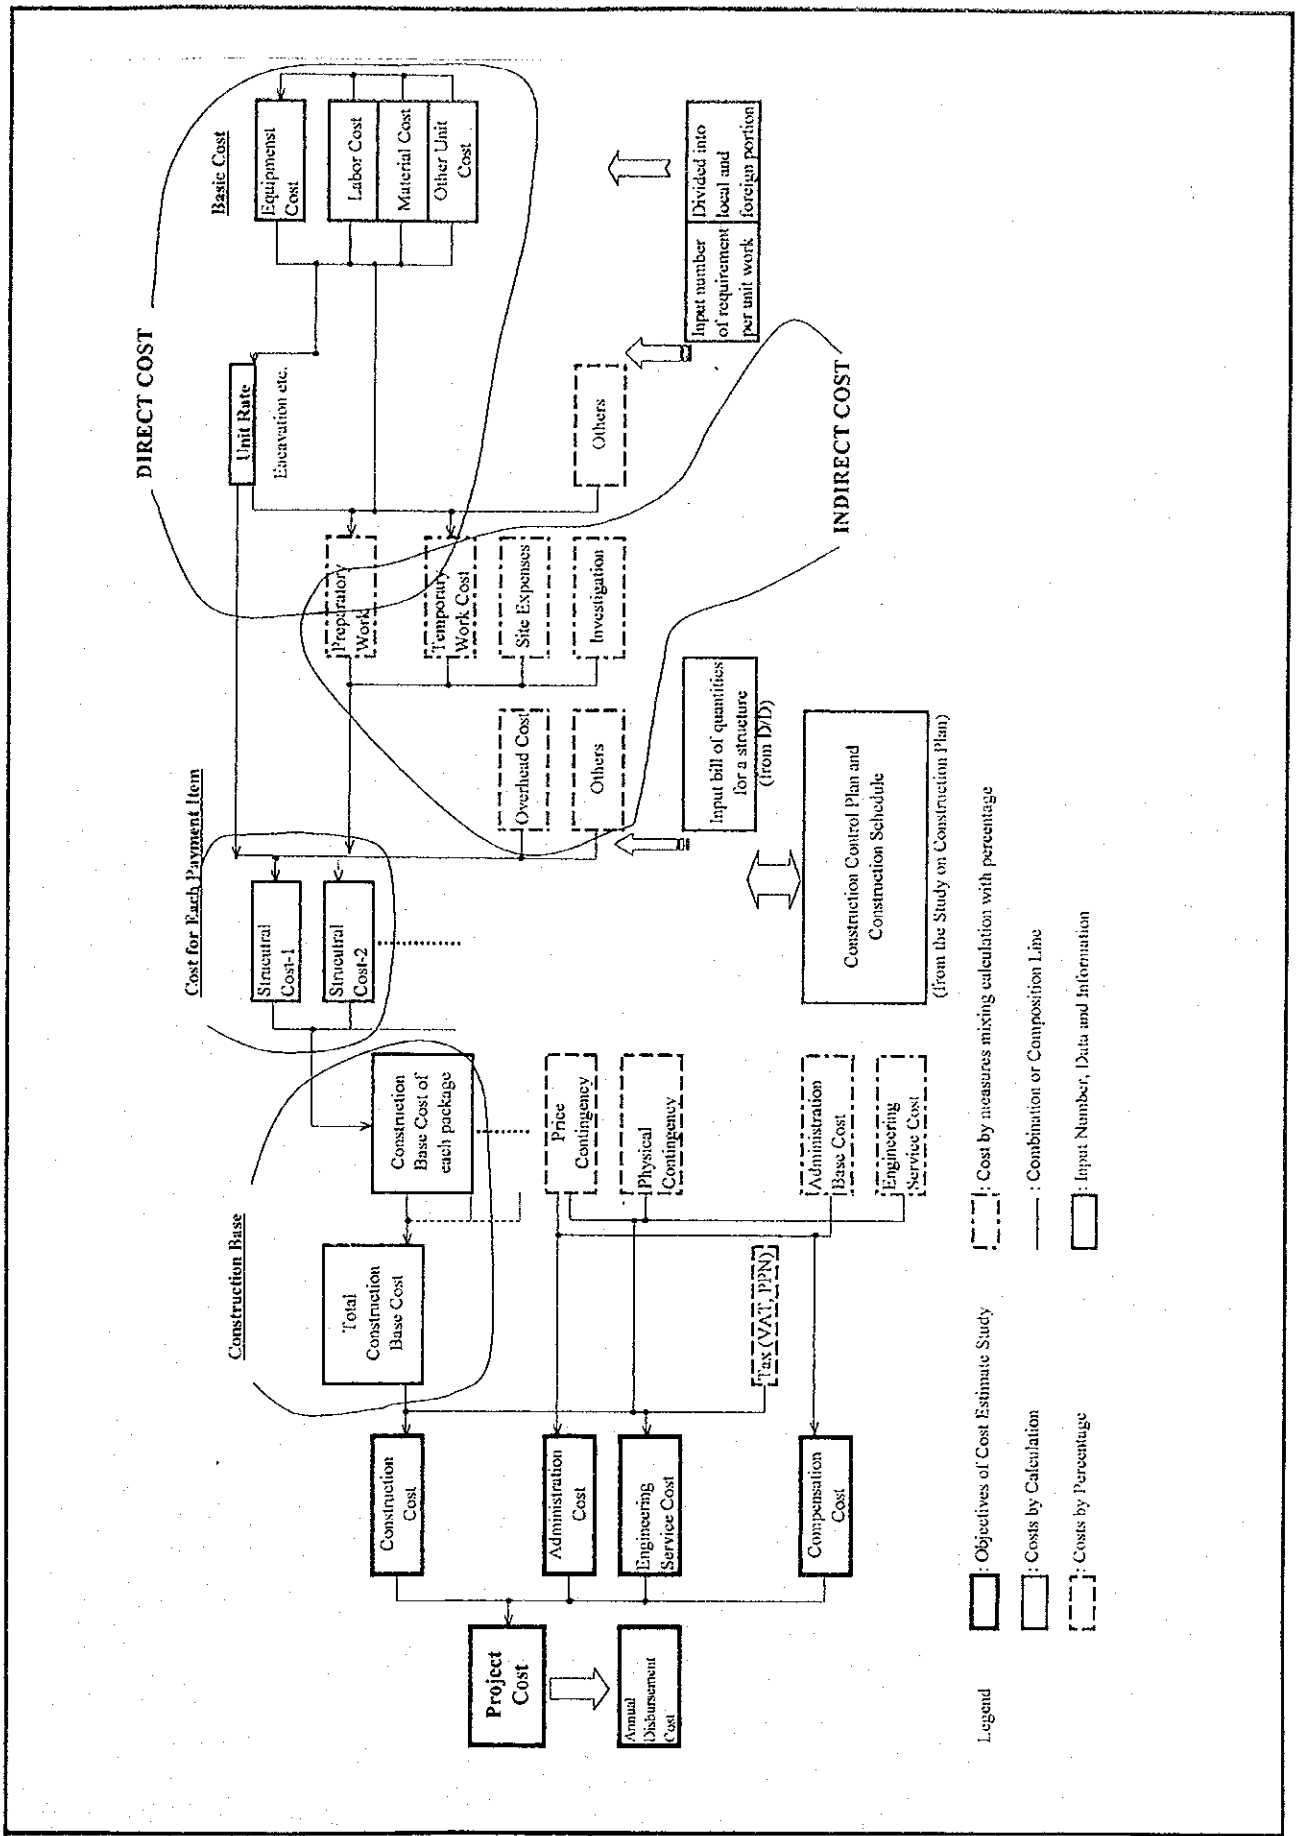 Project
Cost
Annual
Disbursement
Cost
Construction
Cost
Administration
Cost
Engineering
Service Cost
Compensation
Cost
Construction Base
Total
Construction
Base Cost
Tax (VAT, PPN)
Construction
Base Cost of
each package
Price
Contingency
Physical
Contingency
Administration
Base Cost
Engineering
Service Cost
Cost for Each Payment Item
Strucutral
Cost-1
Strucutral
Cost-2
Construction Control Plan and
Construction Schedule
(from the Study on Construction Plan)
Overhead Cost
Others
Input bill of quantities
for a structure
(from D/D)
Preparatory
Work
Temporary
Work Cost
Site Expenses
Investigation
DIRECT COST
Unit Rate
Excavation etc.
Others
INDIRECT COST
Basic Cost
Equipmenst
Cost
Labor Cost
Material Cost
Other Unit
Cost
Input number
of requirement
per unit work
Divided into
local and
foreign portion
Legend
: Objectives of Cost Estimate Study
: Costs by Calculation
: Costs by Percentage
: Cost by measures mixing calculation with percentage
: Combination or Composition Line
: Input Number, Data and Information